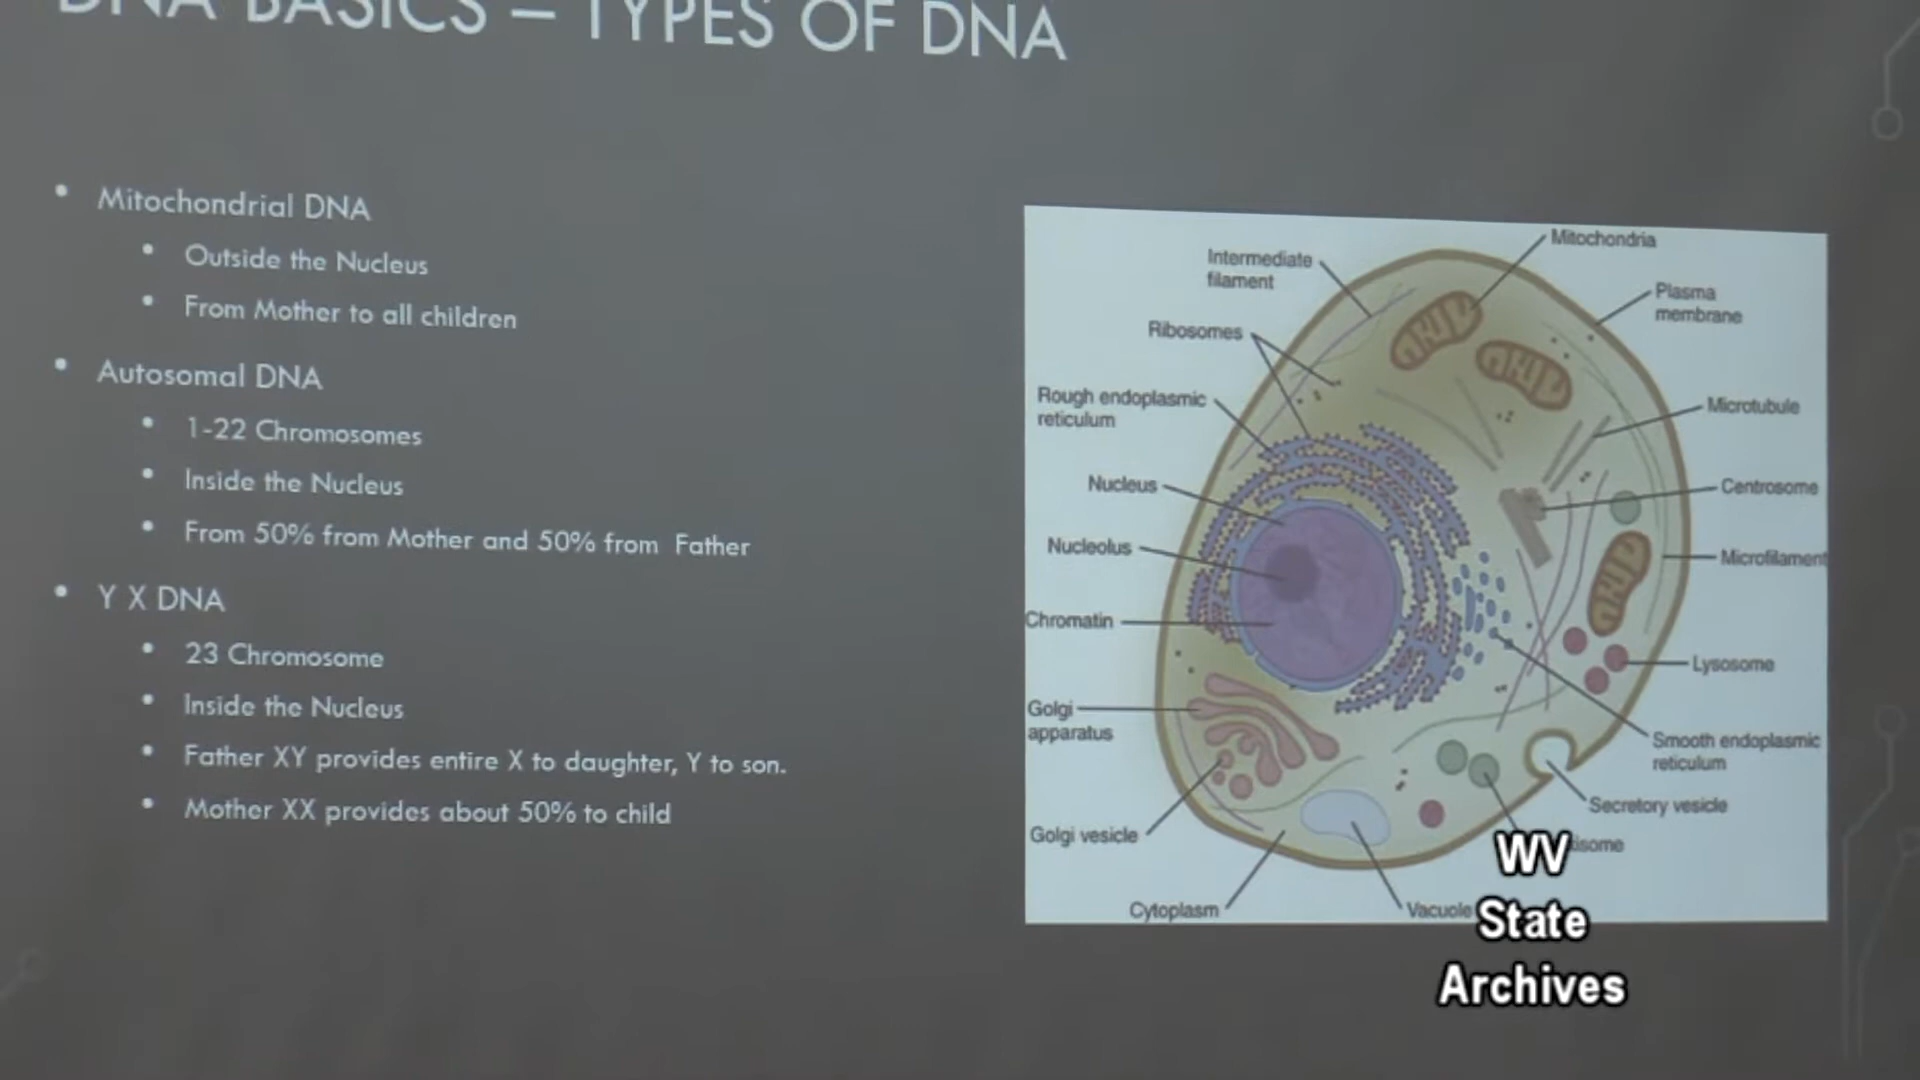 DNA BASICS – TYPES OF DNA
Mitochondrial DNA
Outside the Nucleus
From Mother to all children
Autosomal DNA
1-22 Chromosomes
Inside the Nucleus
From 50% from Mother and 50% from Father
Y X DNA
23 Chromosome
Inside the Nucleus
Father XY provides entire X to daughter, Y to son.
Mother XX provides about 50% to child
Mitochondria
Intermediate
filament
Plasma
membrane
Ribosomes
Rough endoplasmic
reticulum
Microtubule
Nucleus
Centrosome
Nucleolus
Microfilament
Chromatin
Lysosome
Golgi
apparatus
Smooth endoplasmic
reticulum
Secretory vesicle
Golgi vesicle
Cytoplasm
Vacuole
WV
State
Archives